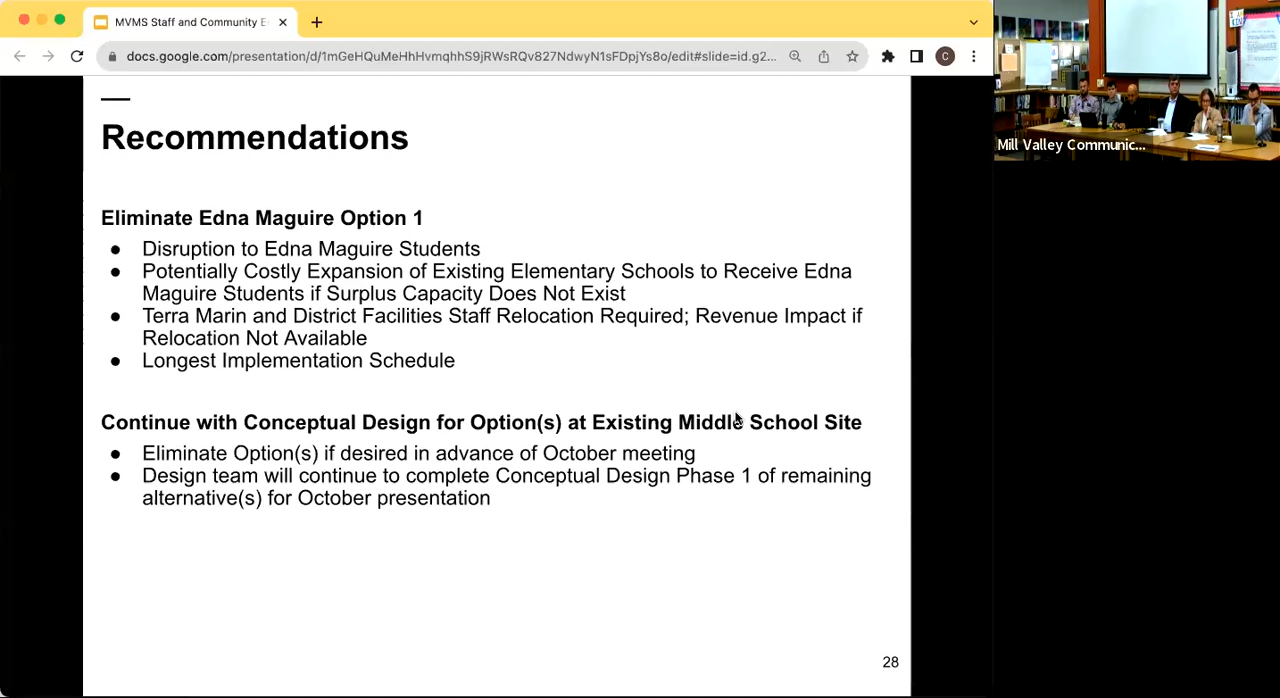 MVMS Staff and Community E
docs.google.com/presentation/d/1mGeHQuMeHhHvmqhhS9jRWsRQv827NdwyN1sFDpjYs8o/edit#slide=id.g2...
C
Mill Valley Communic...
Recommendations
Eliminate Edna Maguire Option 1
● Disruption to Edna Maguire Students
● Potentially Costly Expansion of Existing Elementary Schools to Receive Edna
Maguire Students if Surplus Capacity Does Not Exist
● Terra Marin and District Facilities Staff Relocation Required; Revenue Impact if
Relocation Not Available
● Longest Implementation Schedule
Continue with Conceptual Design for Option(s) at Existing Middle School Site
● Eliminate Option(s) if desired in advance of October meeting
● Design team will continue to complete Conceptual Design Phase 1 of remaining
alternative(s) for October presentation
28